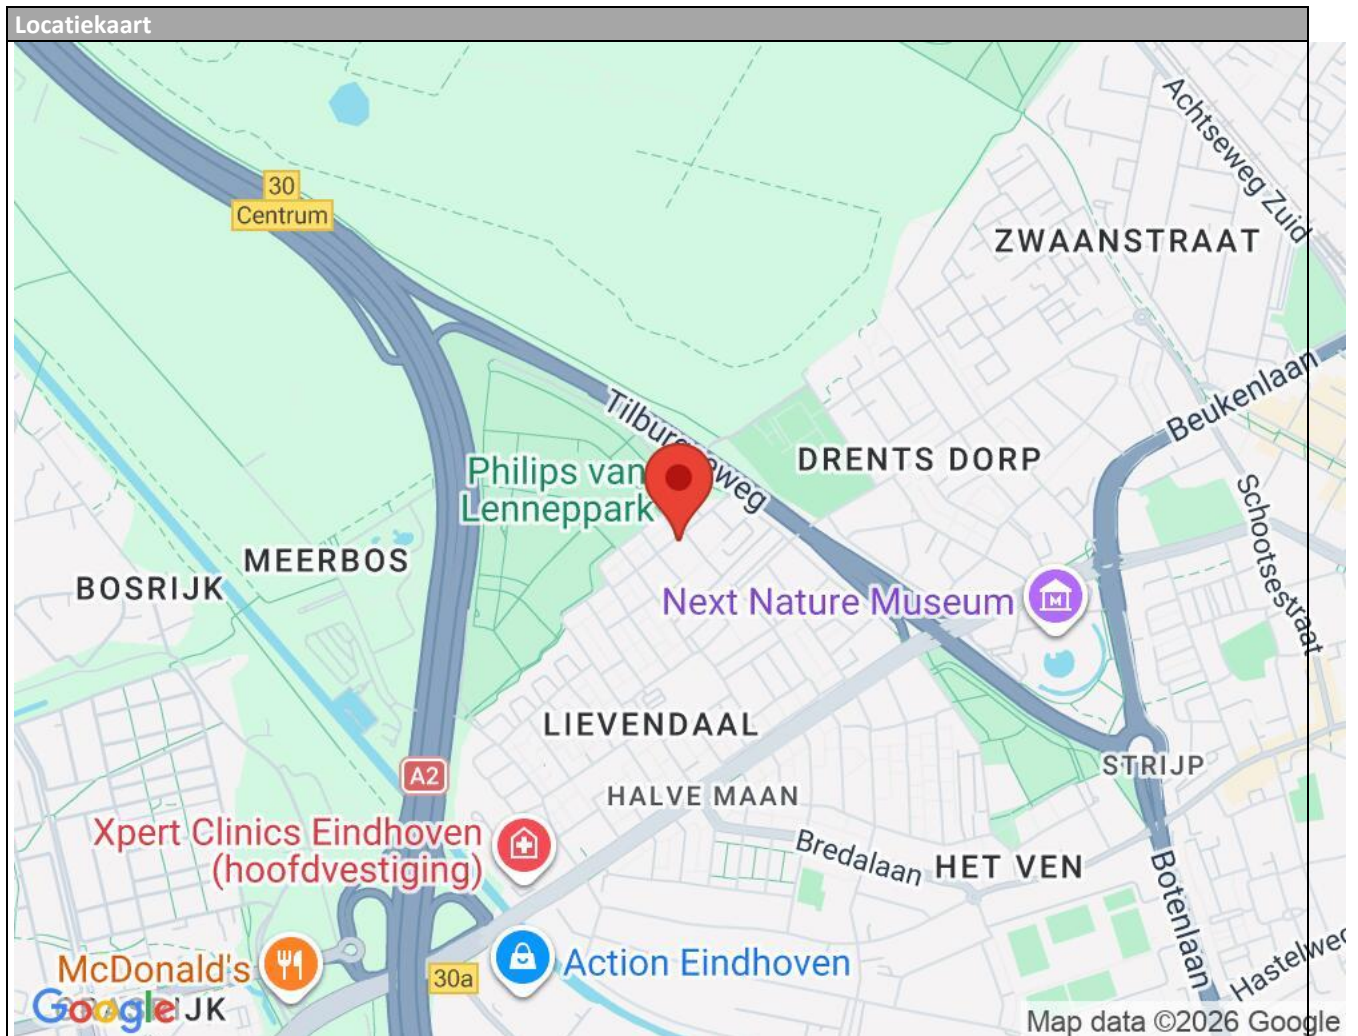 Locatiekaart
Achtseweg Zuid
30
Centrum
ZWAANSTRAAT
Beukenlaan
Philips van
Lenneppark
DRENTS DORP
Schootsestraat
MEERBOS
BOSRIJK
Next Nature Museum
M
LIEVENDAAL
A2
STRIJP
HALVE MAAN
Xpert Clinics Eindhoven
(hoofdvestiging)
Bredalaan
HET VEN
Botenlaan
McDonald's
30a
Action Eindhoven
Google
Map data ©2026 Google